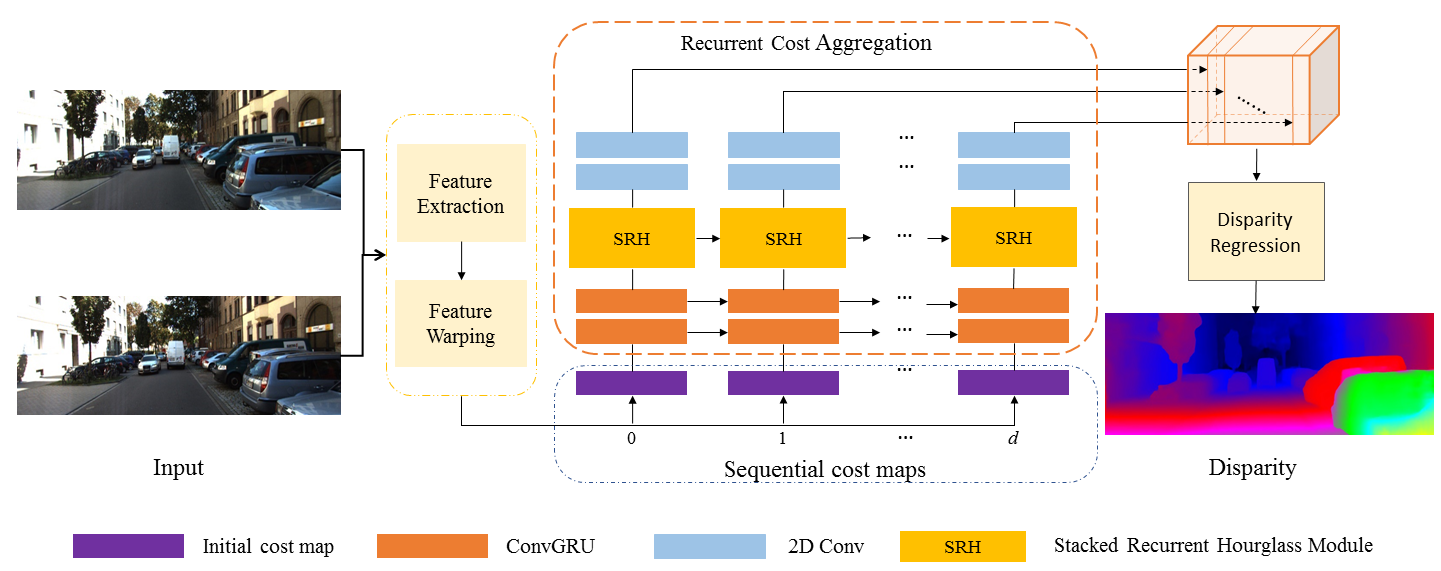 Recurrent Cost Aggregation
...
Feature
Extraction
...
SRH
SRH
...
SRH
Disparity
Regression
...
Feature
Warping
...
...
0
1
...
d
Sequential cost maps
Input
Disparity
Initial cost map
ConvGRU
2D Conv
SRH
Stacked Recurrent Hourglass Module